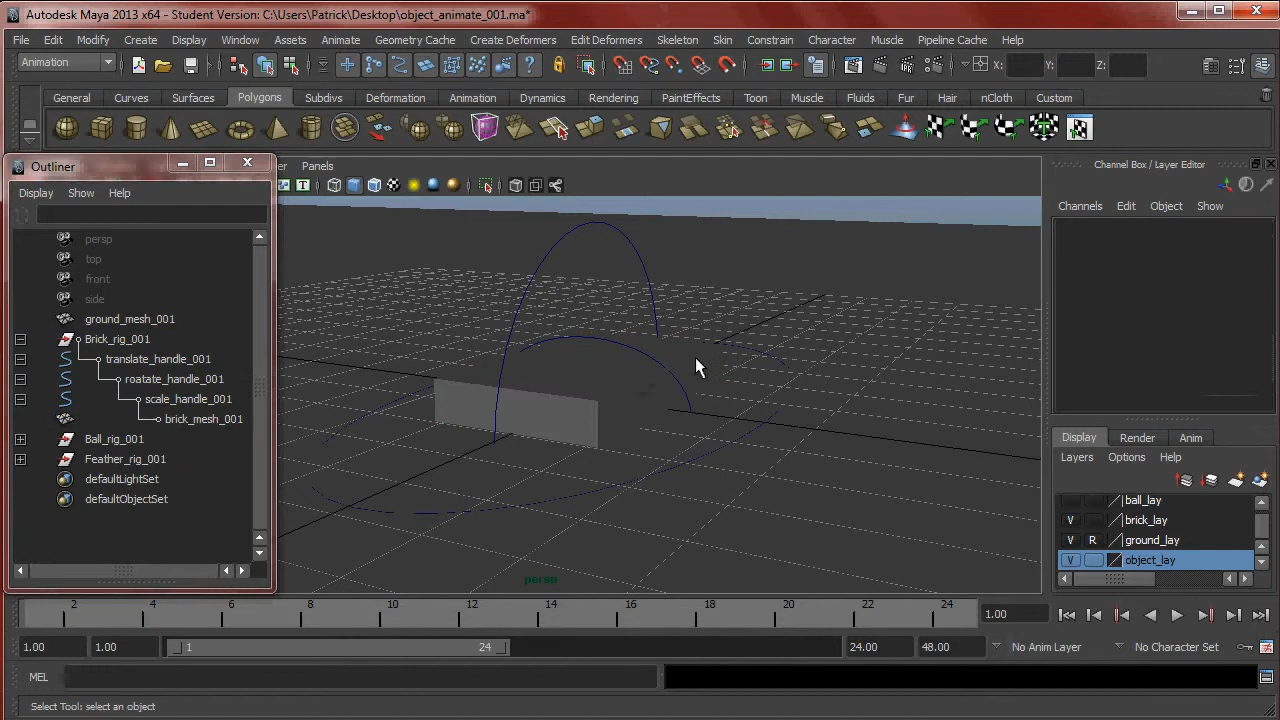 Autodesk Maya 2013 x64 - Student Version: C:\Users\Patrick\Desktop\object_animate_001.ma*
File Edit Modify Create Display Window Assets Animate Geometry Cache Create Deformers Edit Deformers Skeleton Skin Constrain Character Muscle Pipeline Cache Help
Animation X: Y: Z:
General Curves Surfaces Polygons Subdivs Deformation Animation Dynamics Rendering PaintEffects Toon Muscle Fluids Fur Hair nCloth Custom
Outliner
Display Show Help
er Panels
persp
top
front
side
ground_mesh_001
Brick_rig_001
translate_handle_001
roatate_handle_001
scale_handle_001
brick_mesh_001
Ball_rig_001
Feather_rig_001
defaultLightSet
defaultObjectSet
persp
Channel Box / Layer Editor
Channels Edit Object Show
Display Render Anim
Layers Options Help
ball_lay
V brick_lay
V R ground_lay
V object_lay
2 4 6 8 10 12 14 16 18 20 22 24 1.00
1.00 1.00 1 24 24.00 48.00 No Anim Layer No Character Set
MEL
Select Tool: select an object